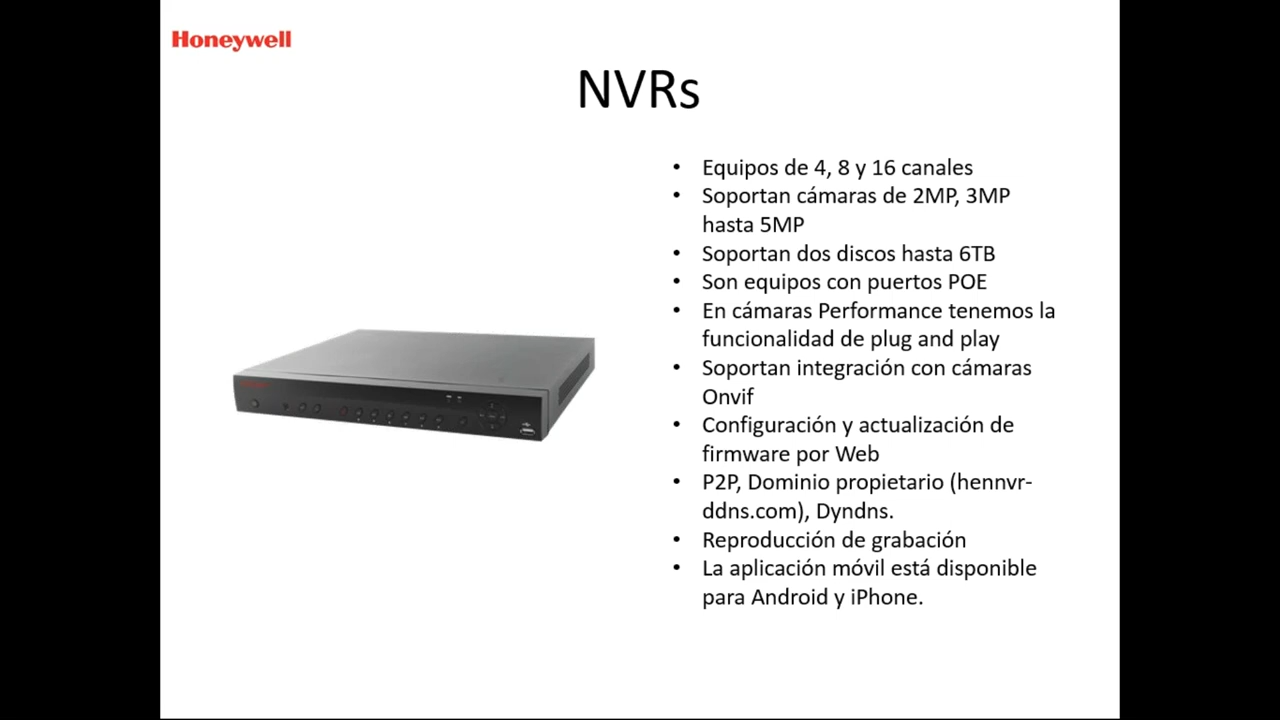 Honeywell
NVRs
• Equipos de 4, 8 y 16 canales
• Soportan cámaras de 2MP, 3MP
hasta 5MP
• Soportan dos discos hasta 6TB
• Son equipos con puertos POE
• En cámaras Performance tenemos la
funcionalidad de plug and play
• Soportan integración con cámaras
Onvif
• Configuración y actualización de
firmware por Web
• P2P, Dominio propietario (hennvr-
ddns.com), Dyndns.
• Reproducción de grabación
• La aplicación móvil está disponible
para Android y iPhone.